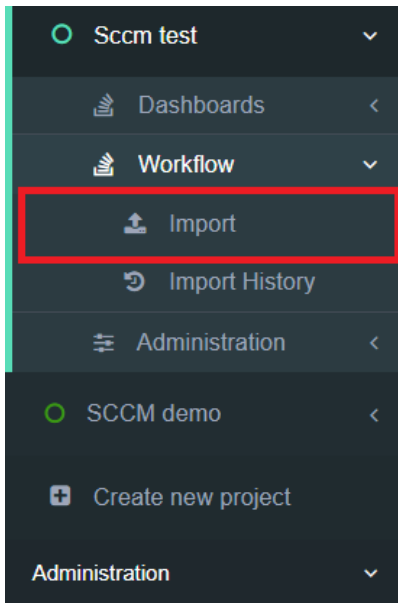 Sccm test
Dashboards
Workflow
Import
Import History
Administration
SCCM demo
Create new project
Administration